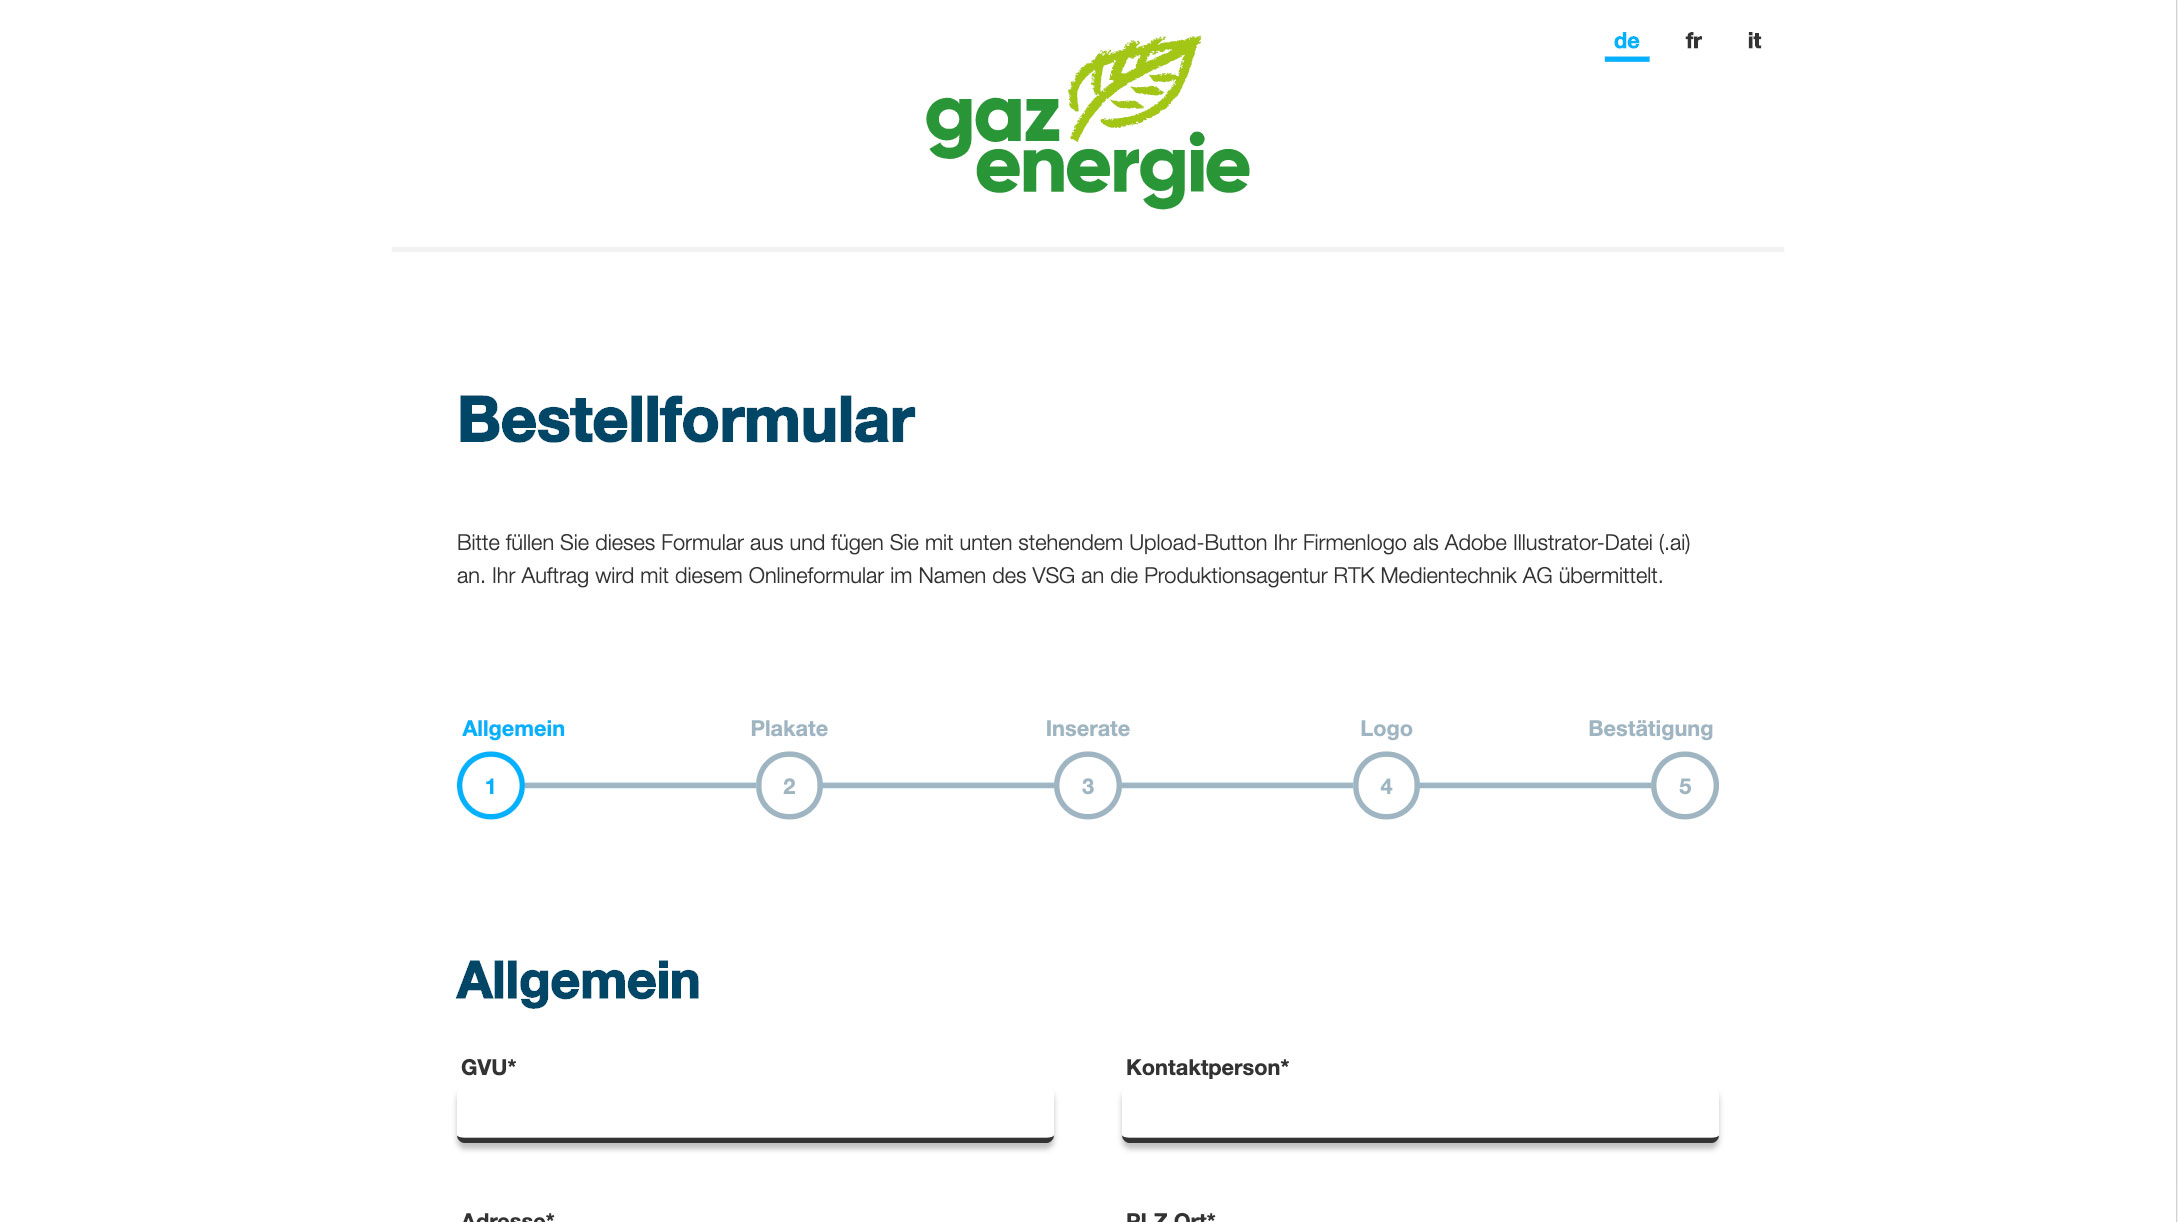 de fr it
gaz
energie
Bestellformular
Bitte füllen Sie dieses Formular aus und fügen Sie mit unten stehendem Upload-Button Ihr Firmenlogo als Adobe Illustrator-Datei (.ai)
an. Ihr Auftrag wird mit diesem Onlineformular im Namen des VSG an die Produktionsagentur RTK Medientechnik AG übermittelt.
Allgemein Plakate Inserate Logo Bestätigung
1 2 3 4 5
Allgemein
GVU* Kontaktperson*
Adresse* PLZ Ort*